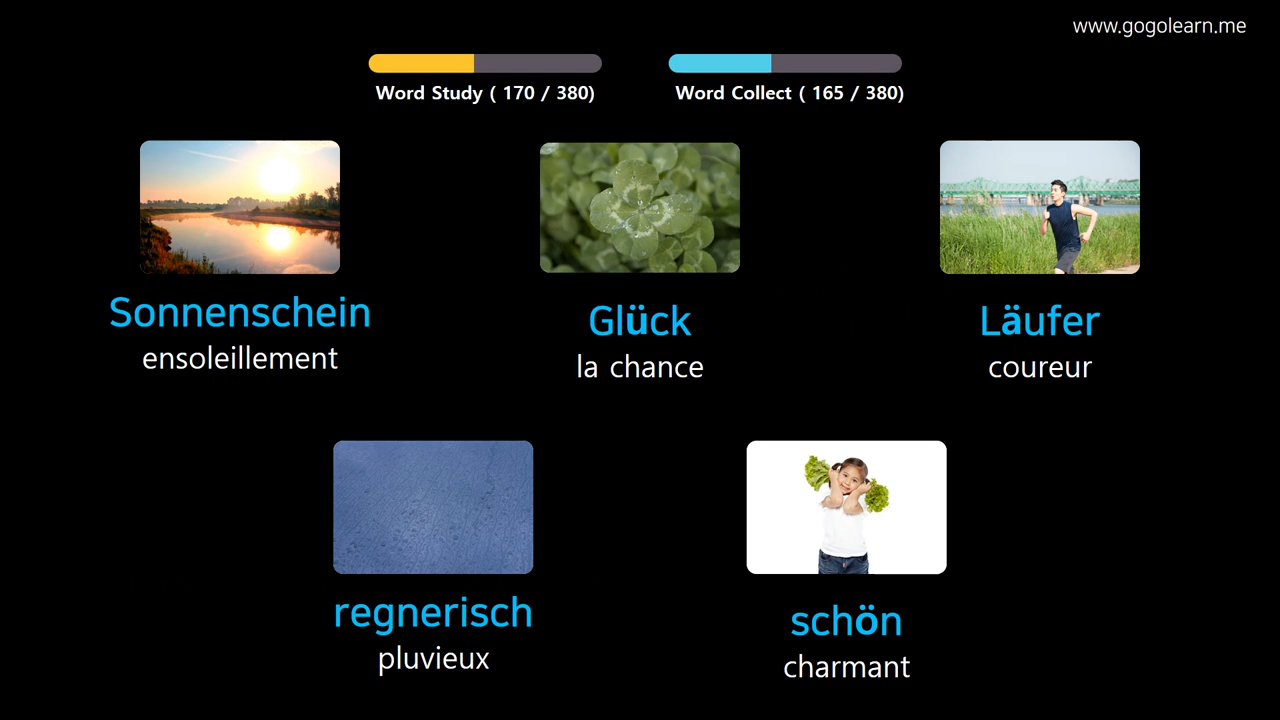 www.gogolearn.me
Word Study ( 170 / 380)
Word Collect ( 165 / 380)
Sonnenschein
ensoleillement
Glück
la chance
Läufer
coureur
regnerisch
pluvieux
schön
charmant